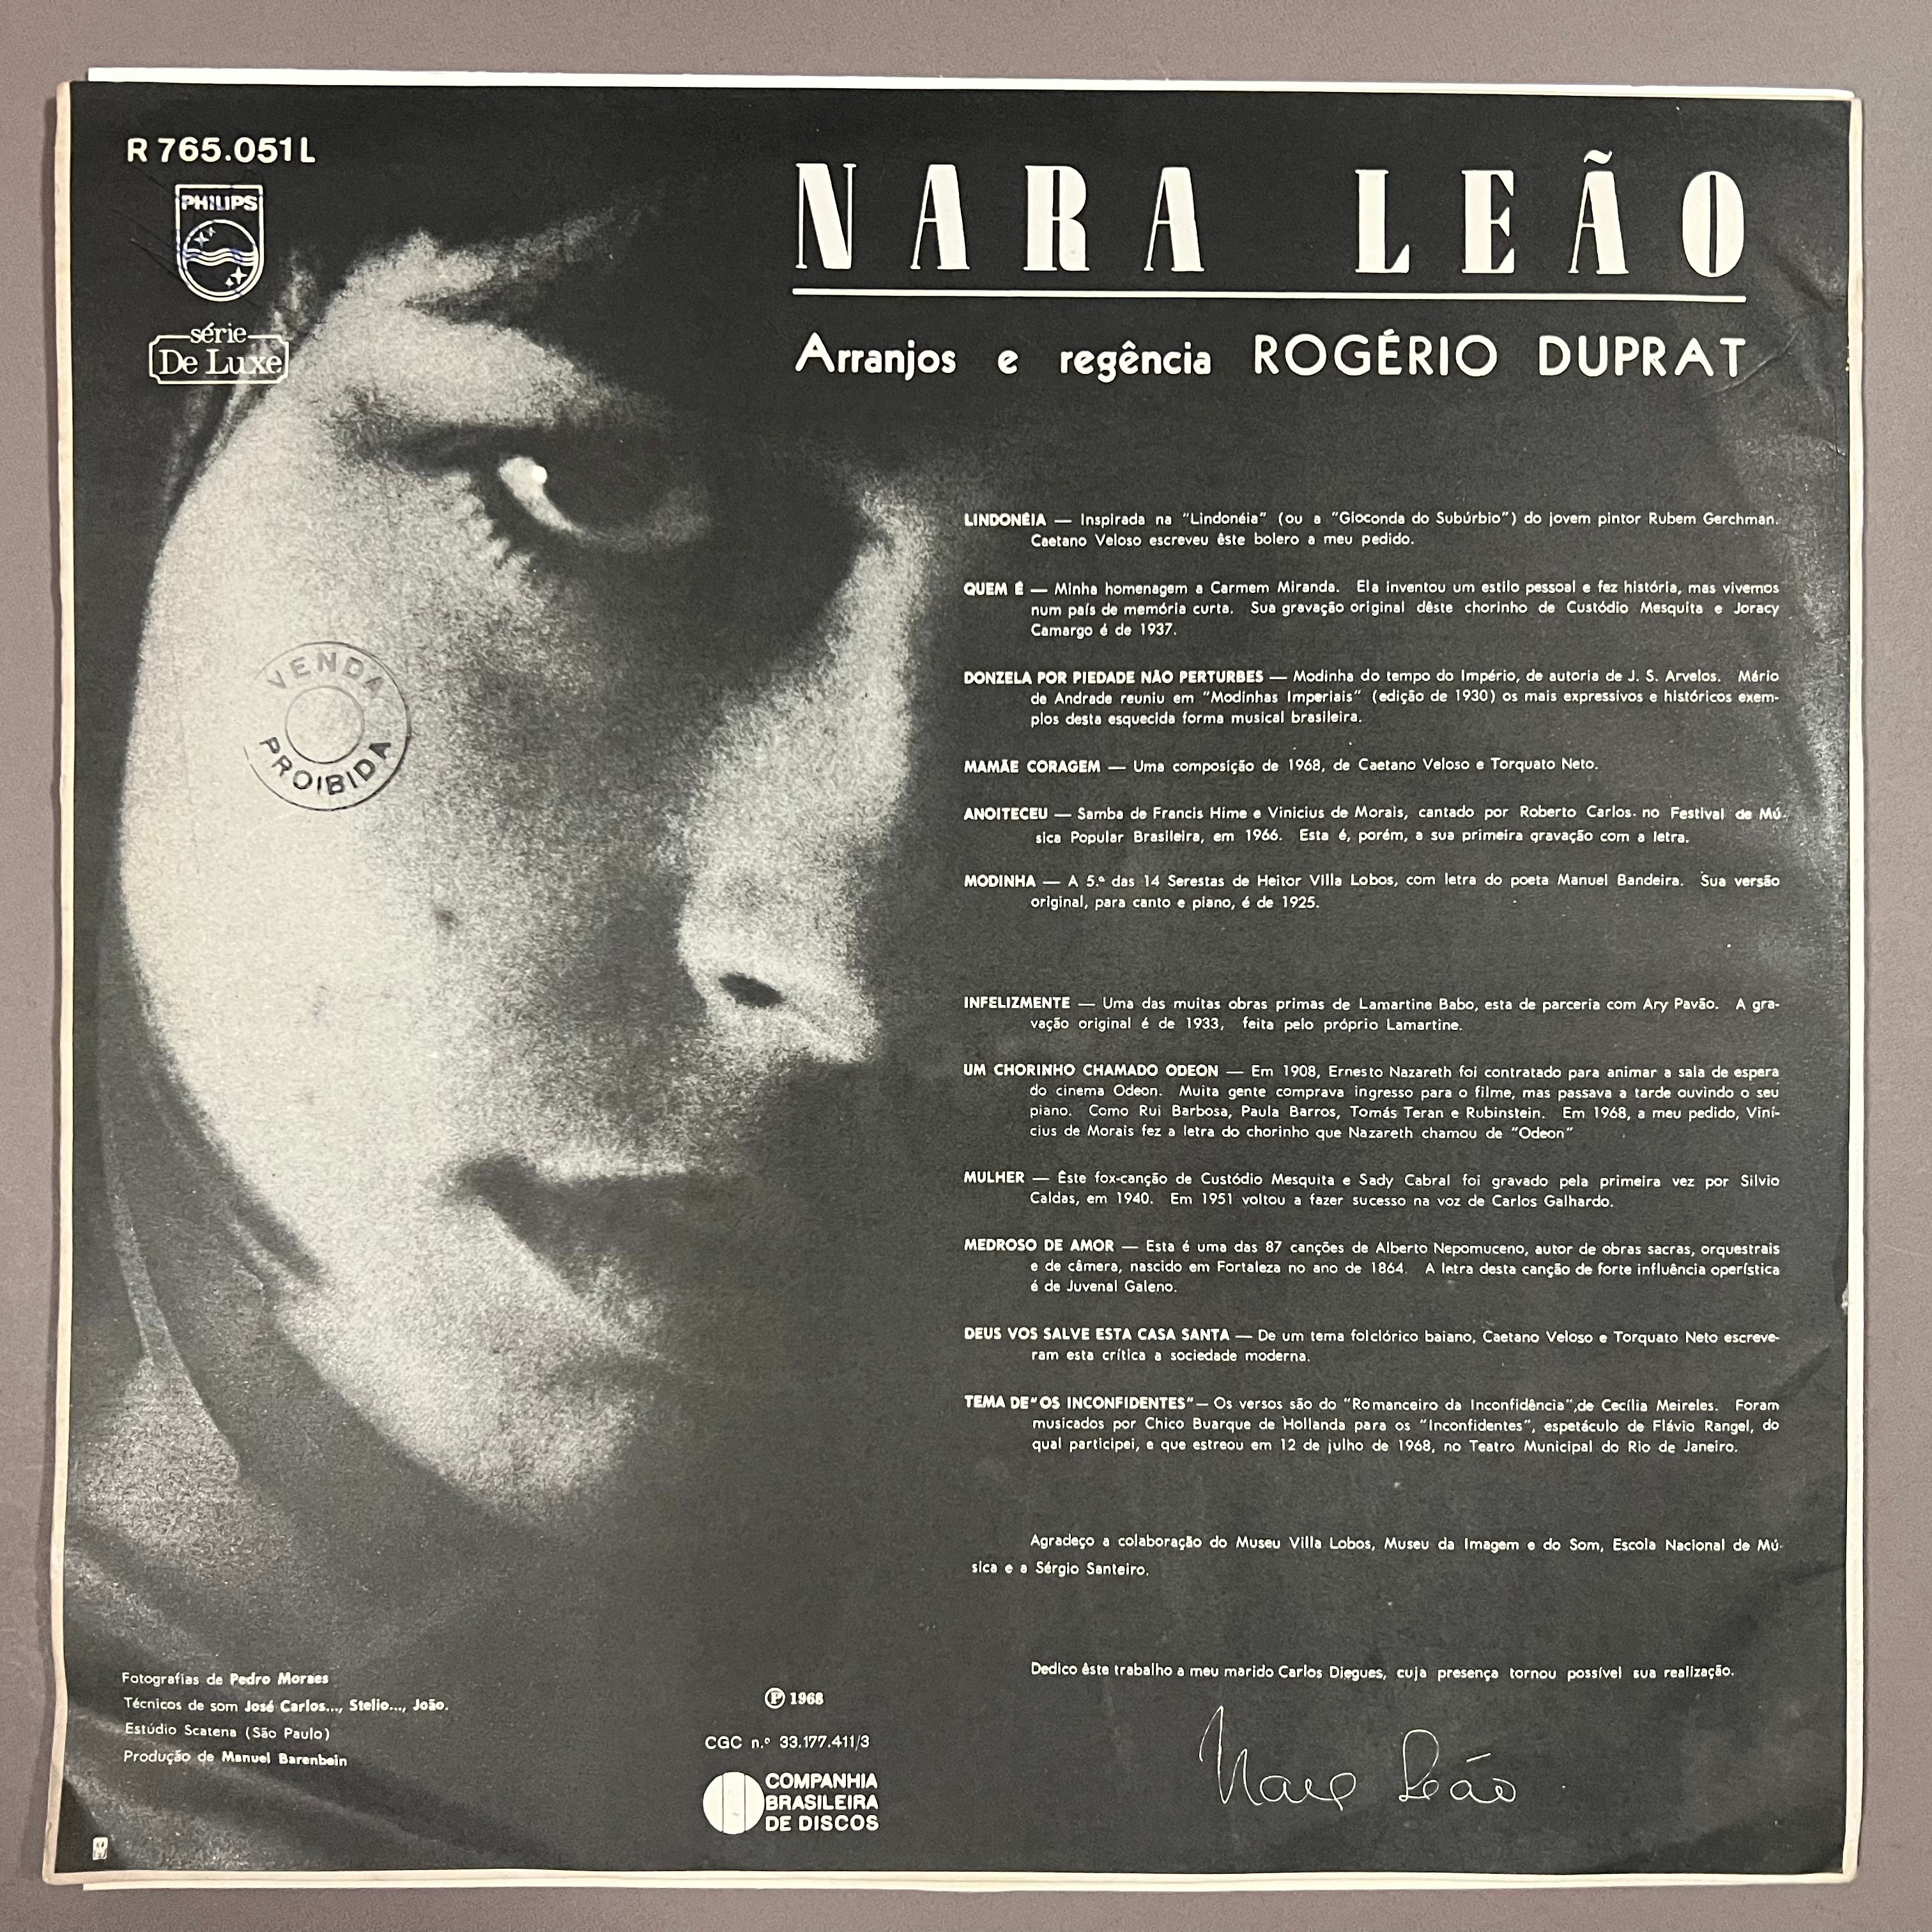 R 765.051 L
PHILIPS
série
De Luxe
NARA LEÃO
Arranjos e regência ROGÉRIO DUPRAT
LINDONÉIA — Inspirada na "Lindonéia" (ou a "Gioconda do Subúrbio") do jovem pintor Rubem Gerchman.
Caetano Veloso escreveu êste bolero a meu pedido.
QUEM É — Minha homenagem a Carmem Miranda. Ela inventou um estilo pessoal e fez história, mas vivemos
num país de memória curta. Sua gravação original dêste chorinho de Custódio Mesquita e Joracy
Camargo é de 1937.
DONZELA POR PIEDADE NÃO PERTURBES — Modinha do tempo do Império, de autoria de J. S. Arvelos. Mário
de Andrade reuniu em "Modinhas Imperiais" (edição de 1930) os mais expressivos e históricos exem-
plos desta esquecida forma musical brasileira.
MAMÃE CORAGEM — Uma composição de 1968, de Caetano Veloso e Torquato Neto.
ANOITECEU — Samba de Francis Hime e Vinicius de Morais, cantado por Roberto Carlos. no Festival de Mú-
sica Popular Brasileira, em 1966. Esta é, porém, a sua primeira gravação com a letra.
MODINHA — A 5.ª das 14 Serestas de Heitor Villa Lobos, com letra do poeta Manuel Bandeira. Sua versão
original, para canto e piano, é de 1925.
INFELIZMENTE — Uma das muitas obras primas de Lamartine Babo, esta de parceria com Ary Pavão. A gra-
vação original é de 1933, feita pelo próprio Lamartine.
UM CHORINHO CHAMADO ODEON — Em 1908, Ernesto Nazareth foi contratado para animar a sala de espera
do cinema Odeon. Muita gente comprava ingresso para o filme, mas passava a tarde ouvindo o seu
piano. Como Rui Barbosa, Paula Barros, Tomás Teran e Rubinstein. Em 1968, a meu pedido, Viní-
cius de Morais fez a letra do chorinho que Nazareth chamou de "Odeon"
MULHER — Êste fox-canção de Custódio Mesquita e Sady Cabral foi gravado pela primeira vez por Silvio
Caldas, em 1940. Em 1951 voltou a fazer sucesso na voz de Carlos Galhardo.
MEDROSO DE AMOR — Esta é uma das 87 canções de Alberto Nepomuceno, autor de obras sacras, orquestrais
e de câmera, nascido em Fortaleza no ano de 1864. A letra desta canção de forte influência operística
é de Juvenal Galeno.
DEUS VOS SALVE ESTA CASA SANTA — De um tema folclórico baiano, Caetano Veloso e Torquato Neto escreve-
ram esta crítica a sociedade moderna.
TEMA DE "OS INCONFIDENTES" — Os versos são do "Romanceiro da Inconfidência", de Cecília Meireles. Foram
musicados por Chico Buarque de Hollanda para os "Inconfidentes", espetáculo de Flávio Rangel, do
qual participei, e que estreou em 12 de julho de 1968, no Teatro Municipal do Rio de Janeiro.
Agradeço a colaboração do Museu Villa Lobos, Museu da Imagem e do Som, Escola Nacional de Mú-
sica e a Sérgio Santeiro.
Dedico êste trabalho a meu marido Carlos Diegues, cuja presença tornou possível sua realização.
Nara Leão
VENDA
PROIBIDA
Fotografias de Pedro Moraes
Técnicos de som José Carlos..., Stelio..., João.
Estúdio Scatena (São Paulo)
Produção de Manuel Barenbein
Ⓟ 1968
CGC n.º 33.177.411/3
COMPANHIA
BRASILEIRA
DE DISCOS